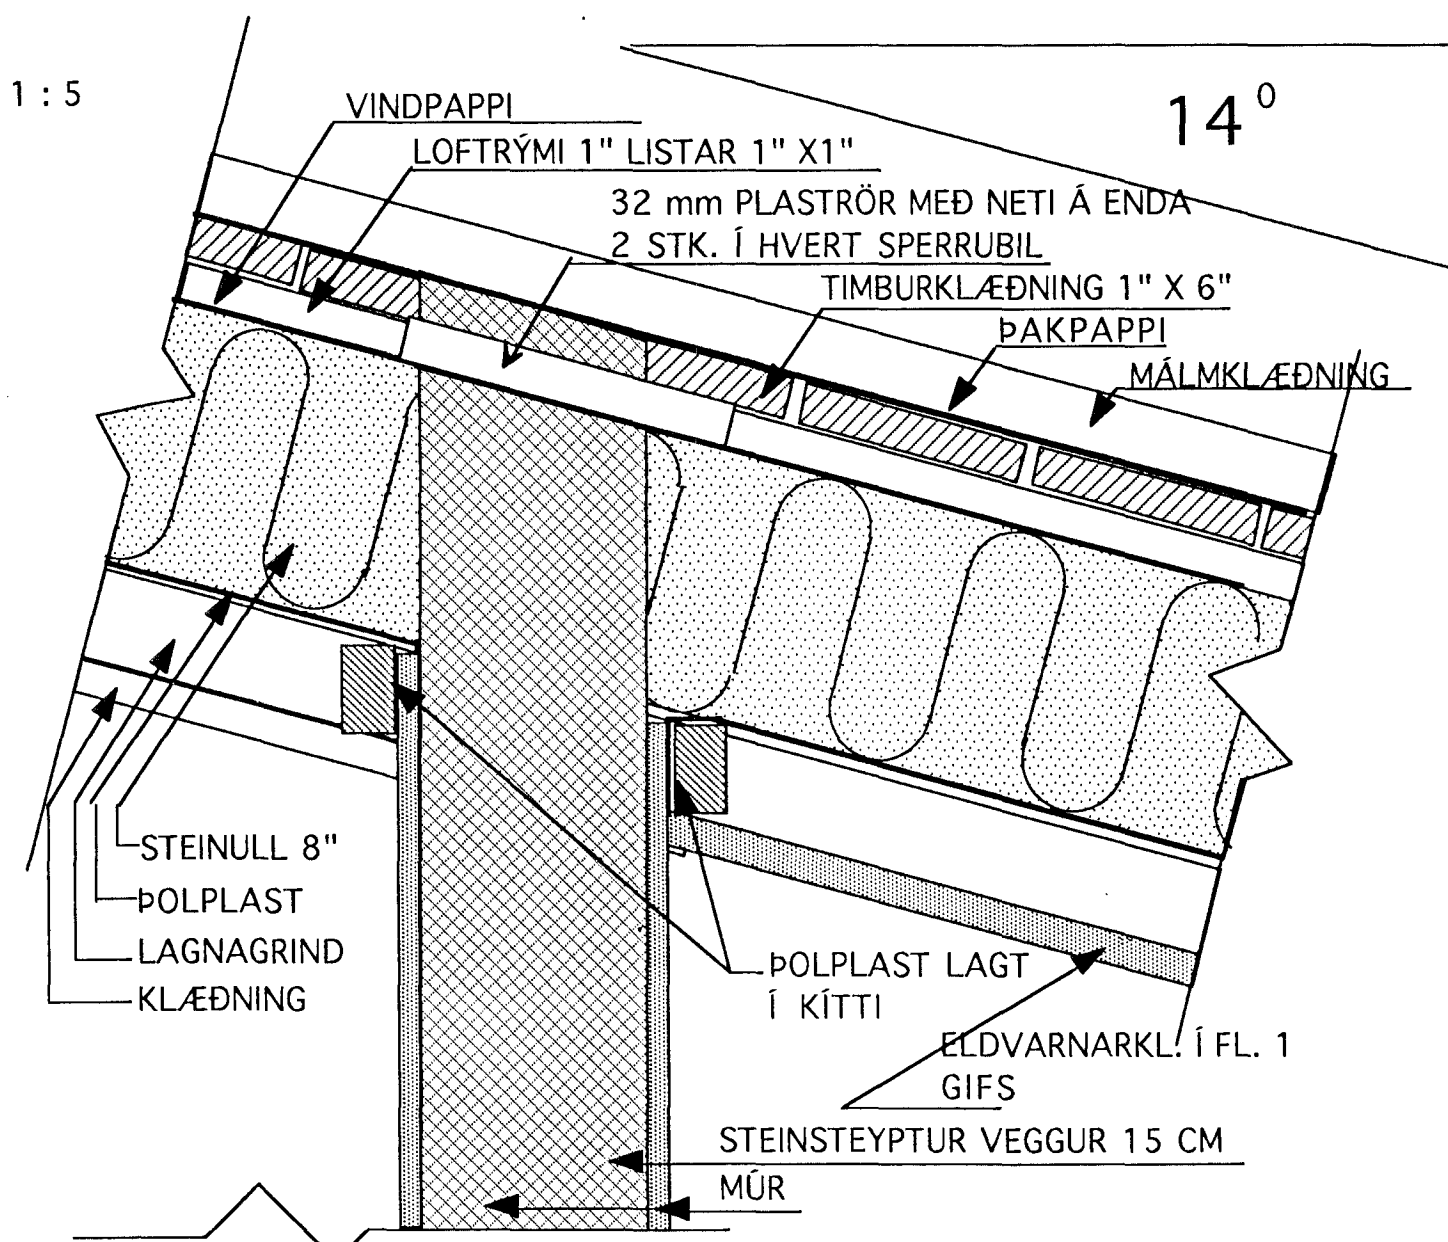 1 : 5
14°
VINDPAPPI
LOFTRÝMI 1" LISTAR 1" X1"
32 mm PLASTRÖR MEÐ NETI Á ENDA
2 STK. Í HVERT SPERRUBIL
TIMBURKLÆÐNING 1" X 6"
ÞAKPAPPI
MÁLMKLÆÐNING
STEINULL 8"
ÞOLPLAST
LAGNAGRIND
KLÆÐNING
ÞOLPLAST LAGT
Í KÍTTI
ELDVARNARKL. Í FL. 1
GIFS
STEINSTEYPTUR VEGGUR 15 CM
MÚR